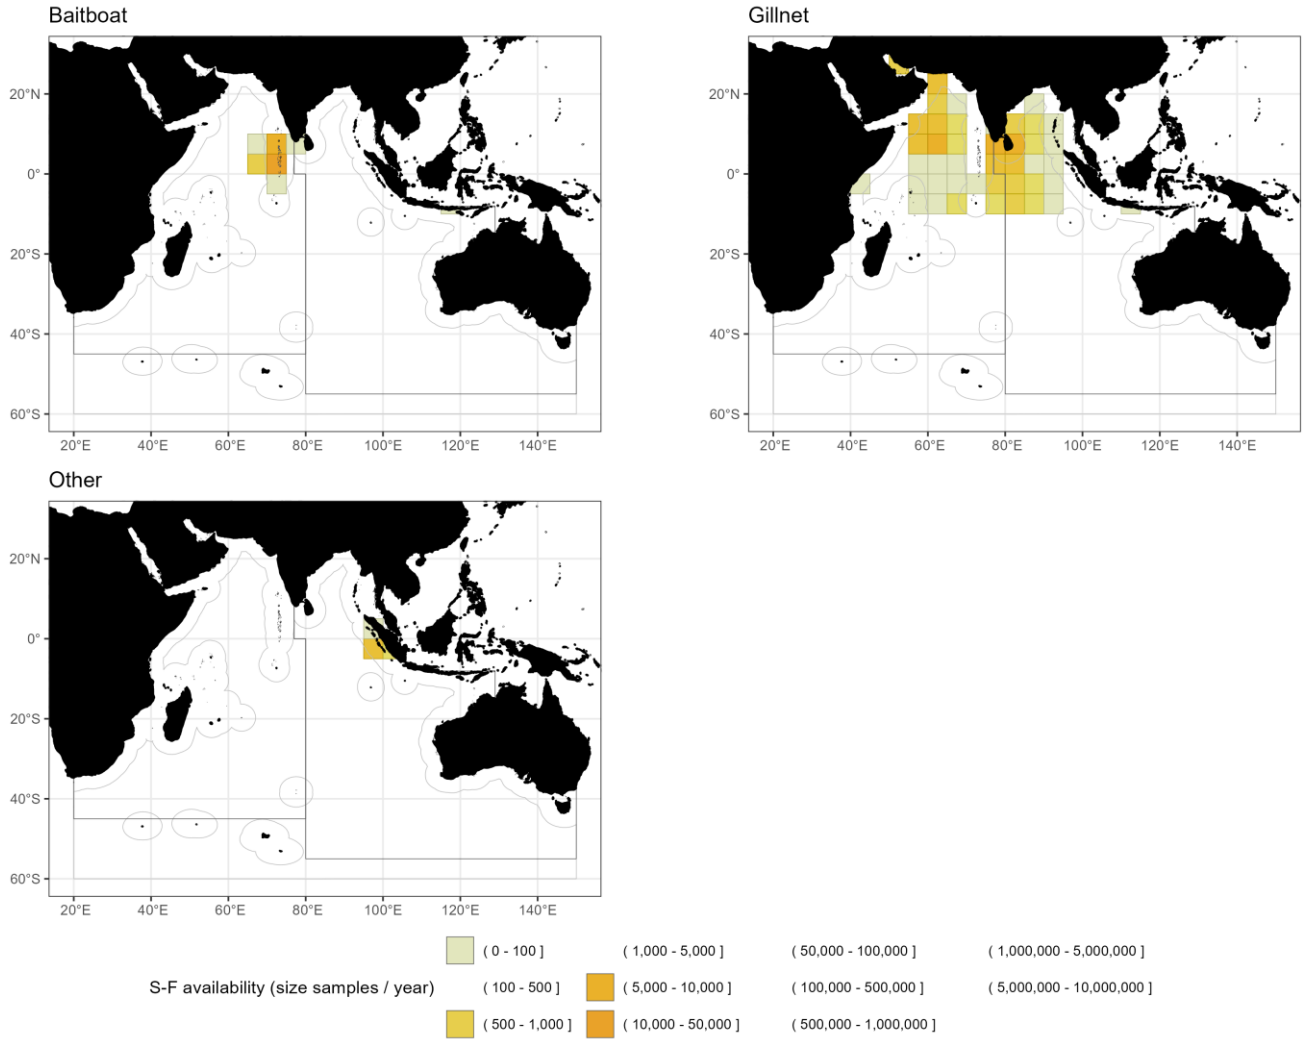 Baitboat
Gillnet
20°N
0°
20°S
40°S
60°S
20°E 40°E 60°E 80°E 100°E 120°E 140°E
20°N
0°
20°S
40°S
60°S
20°E 40°E 60°E 80°E 100°E 120°E 140°E
Other
20°N
0°
20°S
40°S
60°S
20°E 40°E 60°E 80°E 100°E 120°E 140°E
S-F availability (size samples / year)
( 0 - 100 ]
( 100 - 500 ]
( 500 - 1,000 ]
( 1,000 - 5,000 ]
( 5,000 - 10,000 ]
( 10,000 - 50,000 ]
( 50,000 - 100,000 ]
( 100,000 - 500,000 ]
( 500,000 - 1,000,000 ]
( 1,000,000 - 5,000,000 ]
( 5,000,000 - 10,000,000 ]